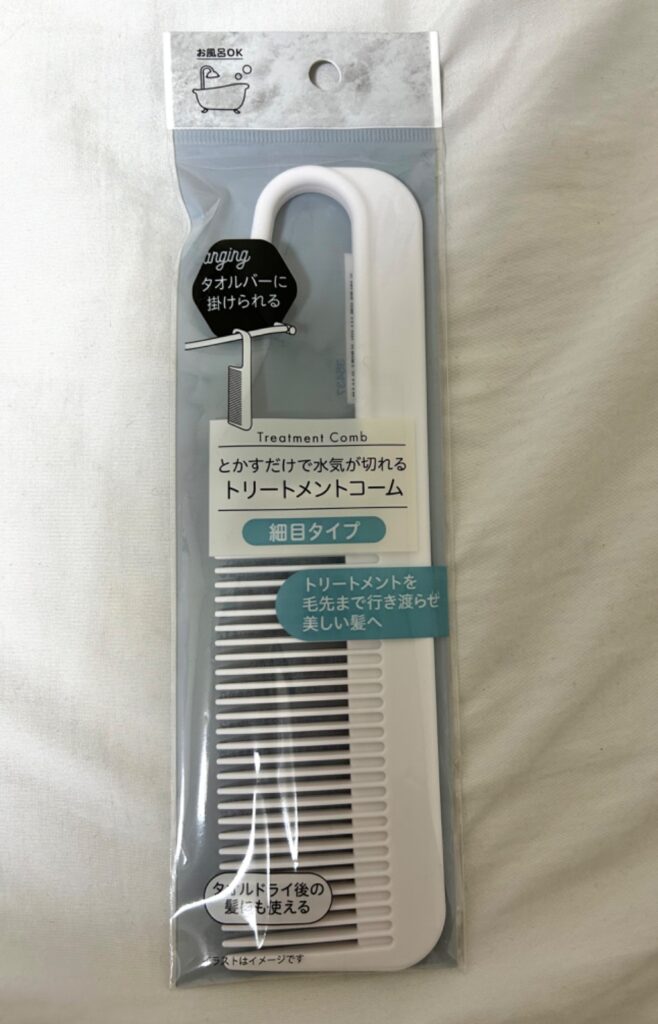 お風呂OK
タオルバーに
掛けられる
Treatment Comb
とかすだけで水気が切れる
トリートメントコーム
細目タイプ
トリートメントを
毛先まで行き渡らせ
美しい髪へ
タオルドライ後の
髪にも使える
ラストはイメージです